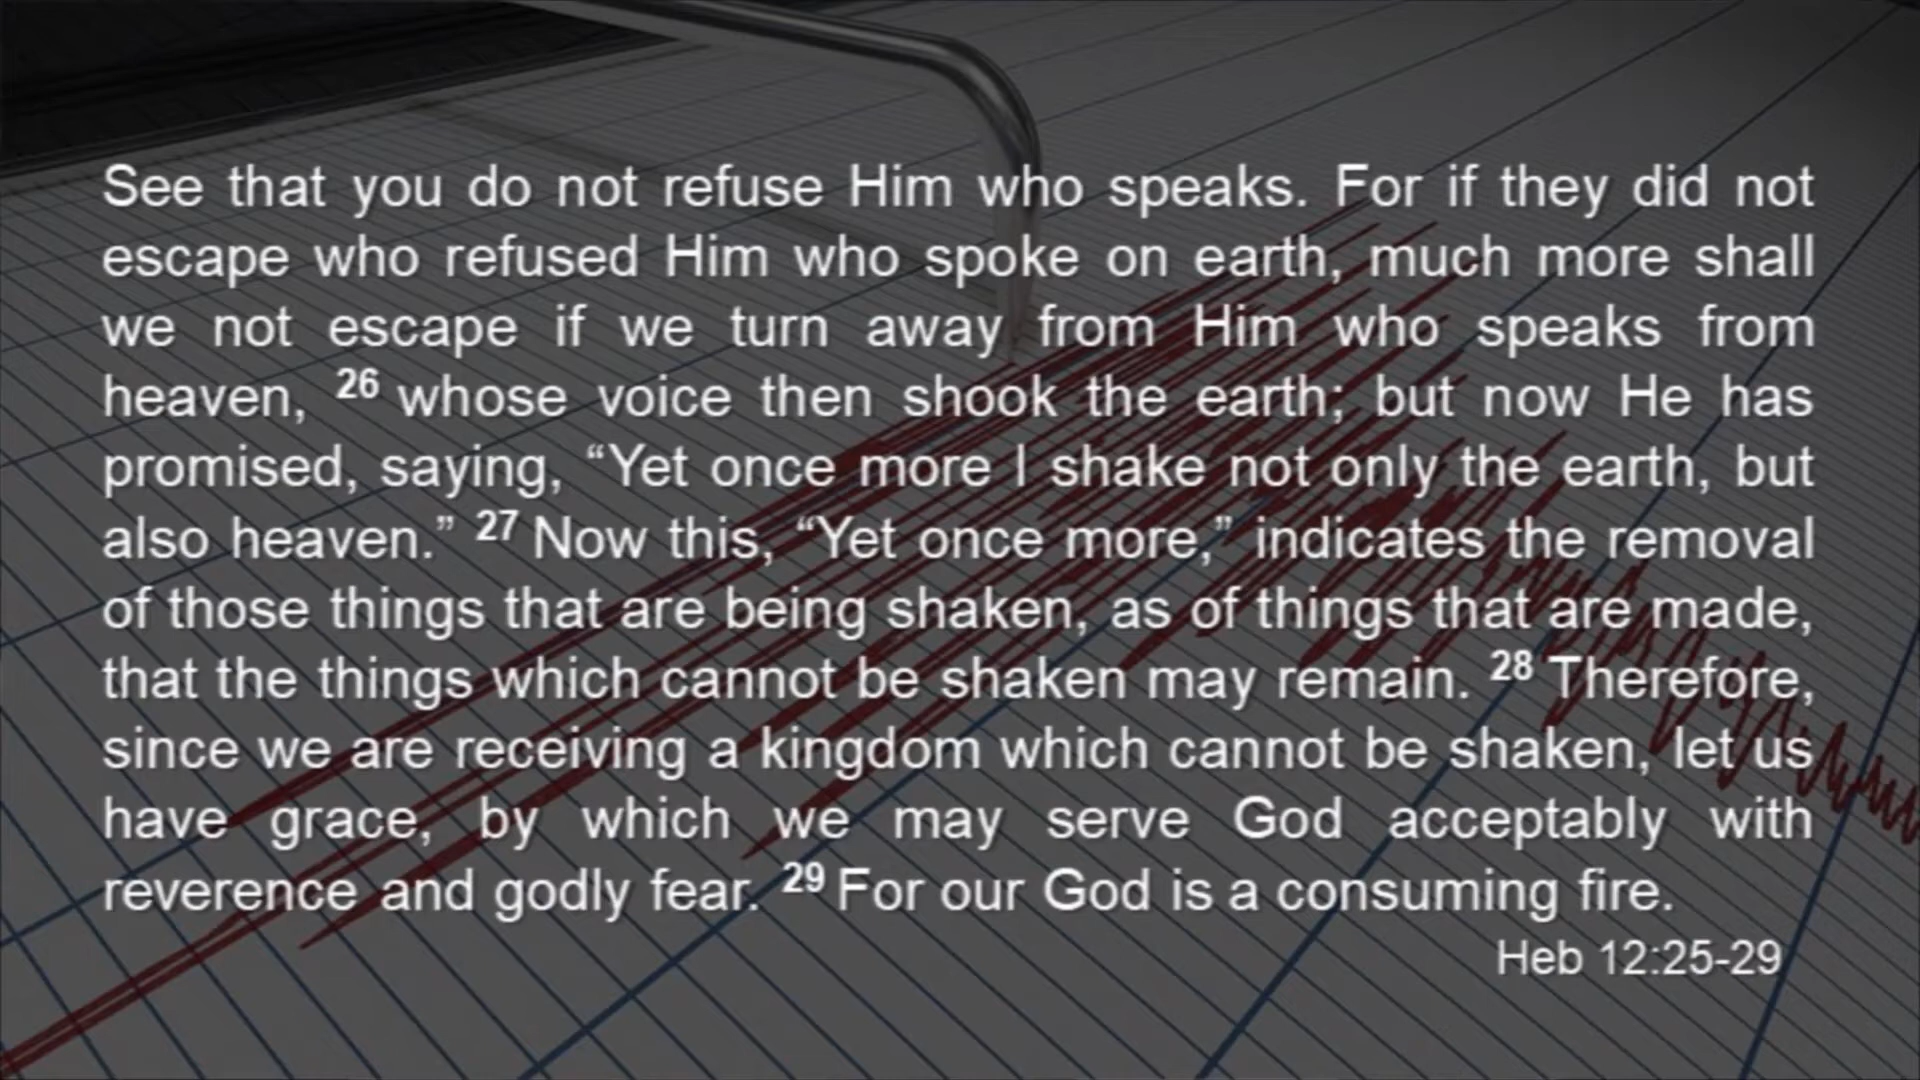 See that you do not refuse Him who speaks. For if they did not
escape who refused Him who spoke on earth, much more shall
we not escape if we turn away from Him who speaks from
heaven, 26 whose voice then shook the earth; but now He has
promised, saying, “Yet once more I shake not only the earth, but
also heaven.” 27 Now this, “Yet once more,” indicates the removal
of those things that are being shaken, as of things that are made,
that the things which cannot be shaken may remain. 28 Therefore,
since we are receiving a kingdom which cannot be shaken, let us
have grace, by which we may serve God acceptably with
reverence and godly fear. 29 For our God is a consuming fire.
Heb 12:25-29